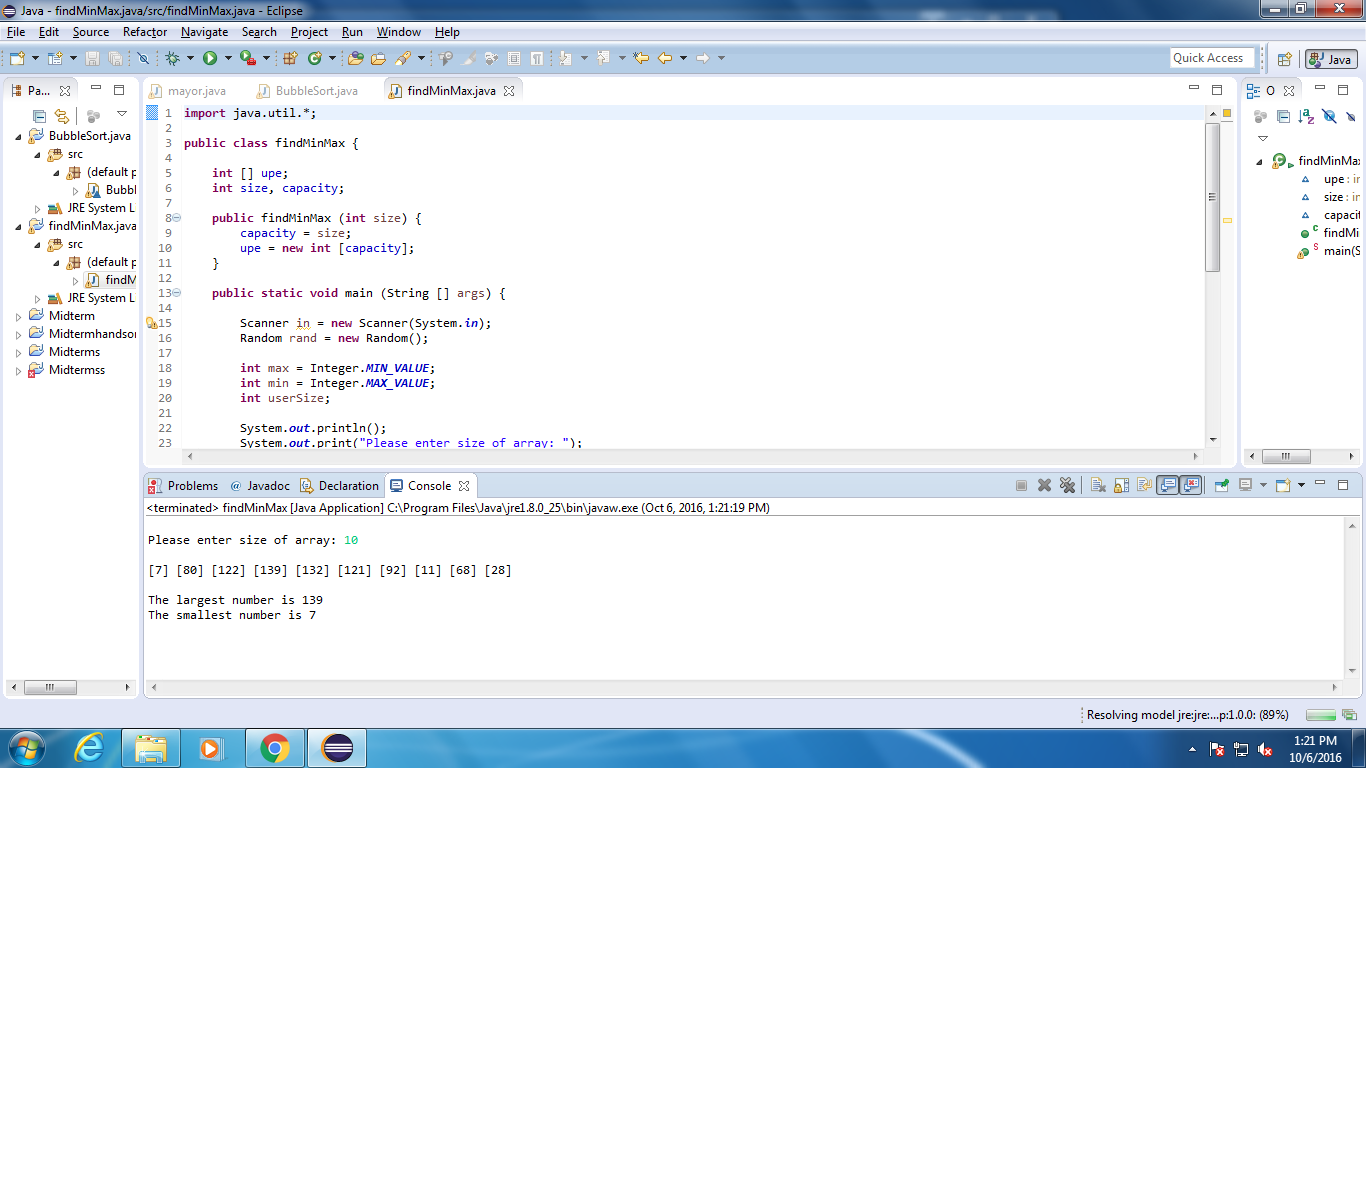 Java - findMinMax.java/src/findMinMax.java - Eclipse
File Edit Source Refactor Navigate Search Project Run Window Help
Quick Access
Java
Pa...
BubbleSort.java
src
(default p
Bubbl
JRE System L
findMinMax.java
src
(default p
findM
JRE System L
Midterm
Midtermhandsor
Midterms
Midtermss
mayor.java BubbleSort.java findMinMax.java
1 import java.util.*;
2
3 public class findMinMax {
4
5 int [] upe;
6 int size, capacity;
7
8 public findMinMax (int size) {
9 capacity = size;
10 upe = new int [capacity];
11 }
12
13 public static void main (String [] args) {
14
15 Scanner in = new Scanner(System.in);
16 Random rand = new Random();
17
18 int max = Integer.MIN_VALUE;
19 int min = Integer.MAX_VALUE;
20 int userSize;
21
22 System.out.println();
23 System.out.print("Please enter size of array: ");
O
findMinMa
upe : in
size : in
capacit
findMi
main(S
Problems @ Javadoc Declaration Console
<terminated> findMinMax [Java Application] C:\Program Files\Java\jre1.8.0_25\bin\javaw.exe (Oct 6, 2016, 1:21:19 PM)
Please enter size of array: 10
[7] [80] [122] [139] [132] [121] [92] [11] [68] [28]
The largest number is 139
The smallest number is 7
Resolving model jre:jre:...p:1.0.0: (89%)
1:21 PM
10/6/2016